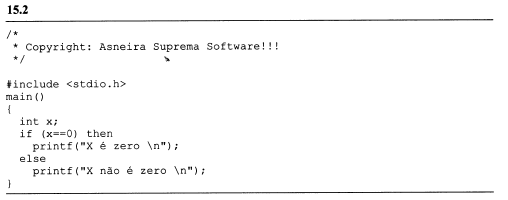 15.2
/*
 * Copyright: Asneira Suprema Software!!!
 */
#include <stdio.h>
main()
{
  int x;
  if (x==0) then
    printf("X é zero \n");
  else
    printf("X não é zero \n");
}